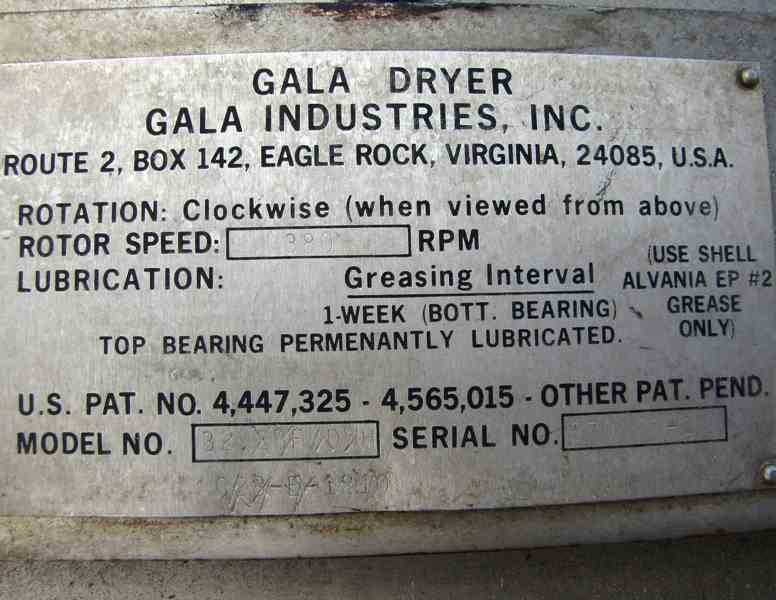 GALA DRYER
GALA INDUSTRIES, INC.
ROUTE 2, BOX 142, EAGLE ROCK, VIRGINIA, 24085, U.S.A.
ROTATION: Clockwise (when viewed from above)
ROTOR SPEED: RPM
LUBRICATION: Greasing Interval
1-WEEK (BOTT. BEARING)
(USE SHELL
ALVANIA EP #2
GREASE
ONLY)
TOP BEARING PERMENANTLY LUBRICATED.
U.S. PAT. NO. 4,447,325 - 4,565,015 - OTHER PAT. PEND.
MODEL NO. SERIAL NO.